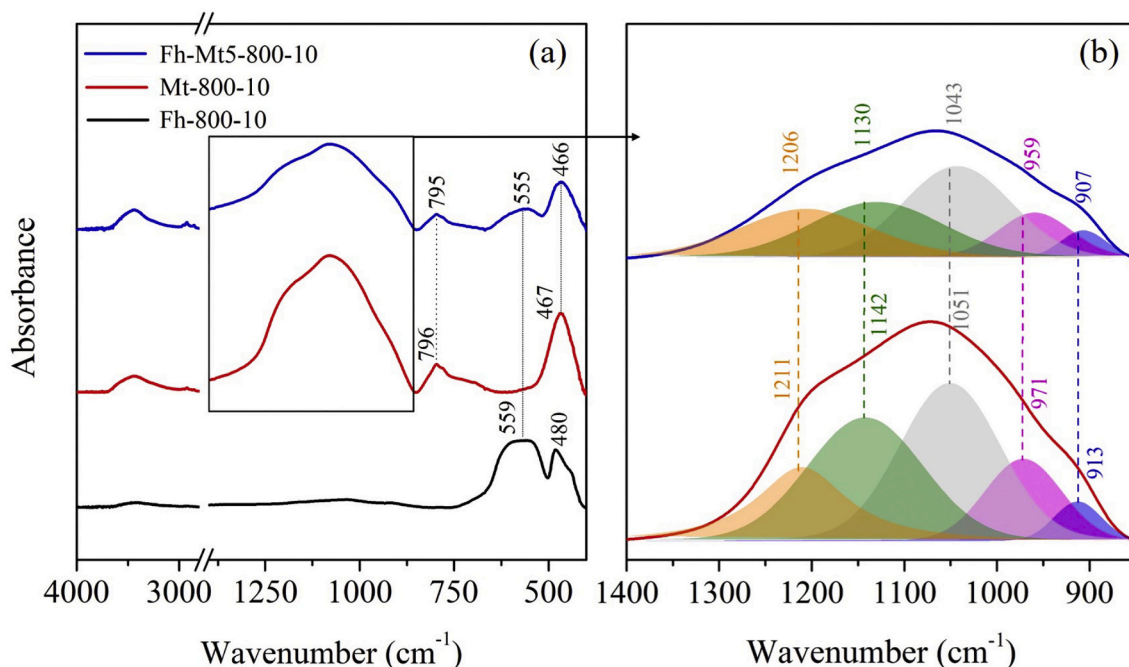 Fh-Mt5-800-10
Mt-800-10
Fh-800-10
(a)
795
555
466
796
467
559
480
Absorbance
4000 3000 1250 1000 750 500
Wavenumber (cm⁻¹)
(b)
1206
1130
1043
959
907
1211
1142
1051
971
913
1400 1300 1200 1100 1000 900
Wavenumber (cm⁻¹)